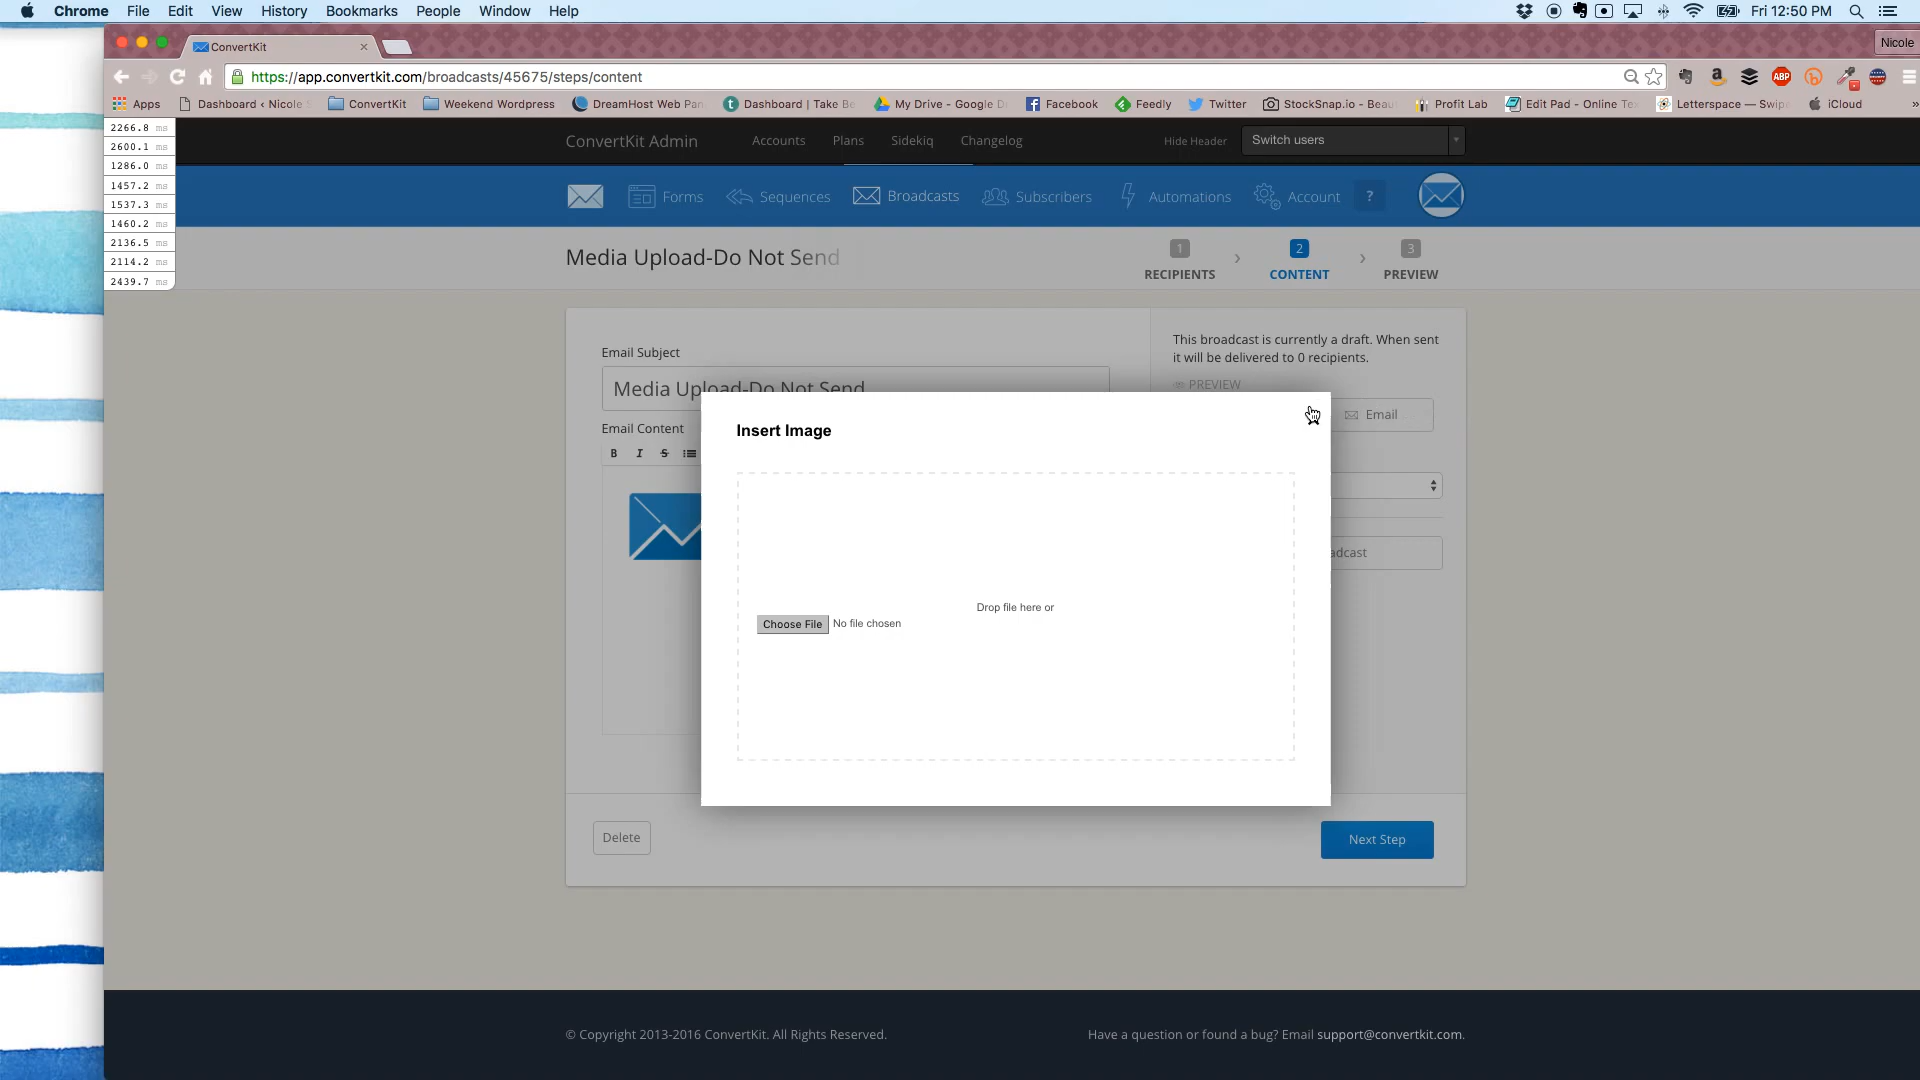 Chrome File Edit View History Bookmarks People Window Help Fri 12:50 PM
ConvertKit Nicole
https://app.convertkit.com/broadcasts/45675/steps/content
Apps Dashboard ‹ Nicole ConvertKit Weekend Wordpress DreamHost Web Pan Dashboard | Take Be My Drive - Google D Facebook Feedly Twitter StockSnap.io - Beau Profit Lab Edit Pad - Online Te Letterspace — Swip iCloud »
2266.8 ms
2600.1 ms
1286.0 ms
1457.2 ms
1537.3 ms
1460.2 ms
2136.5 ms
2114.2 ms
2439.7 ms
ConvertKit Admin Accounts Plans Sidekiq Changelog Hide Header Switch users
Forms Sequences Broadcasts Subscribers Automations Account ?
Media Upload-Do Not Send
1 2 3
RECIPIENTS CONTENT PREVIEW
This broadcast is currently a draft. When sent
it will be delivered to 0 recipients.
PREVIEW
Email
adcast
Email Subject
Media Upload-Do Not Send
Email Content
B I S
Insert Image
Drop file here or
Choose File No file chosen
Delete Next Step
© Copyright 2013-2016 ConvertKit. All Rights Reserved. Have a question or found a bug? Email support@convertkit.com.